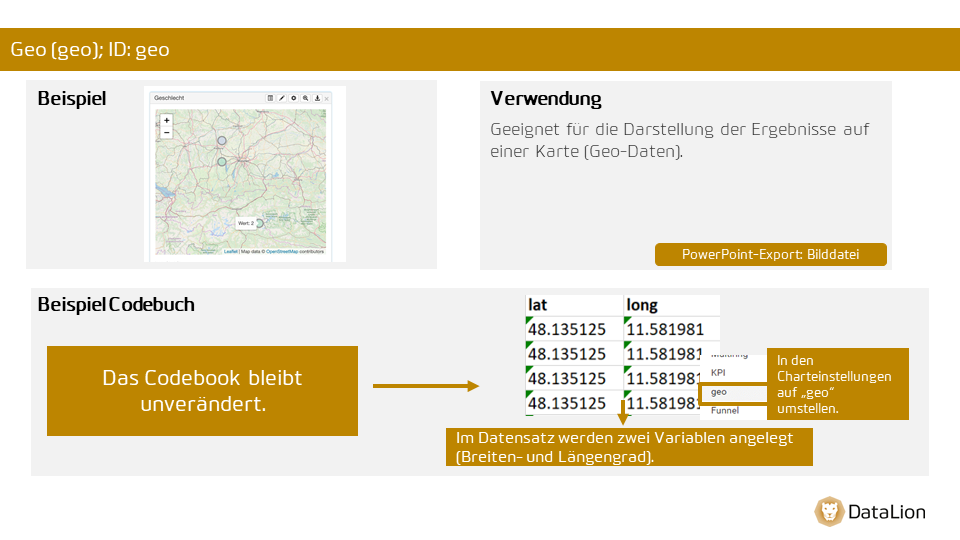 Geo (geo); ID: geo
Beispiel
Geschlecht
+
−
Wert: 2
Leaflet | Map data © OpenStreetMap contributors
Verwendung
Geeignet für die Darstellung der Ergebnisse auf
einer Karte (Geo-Daten).
PowerPoint-Export: Bilddatei
Beispiel Codebuch
Das Codebook bleibt
unverändert.
lat long
48.135125 11.581981
48.135125 11.581981
48.135125 11.581981
48.135125 11.581981
KPI
geo
Funnel
In den
Charteinstellungen
auf „geo“
umstellen.
Im Datensatz werden zwei Variablen angelegt
(Breiten- und Längengrad).
DataLion